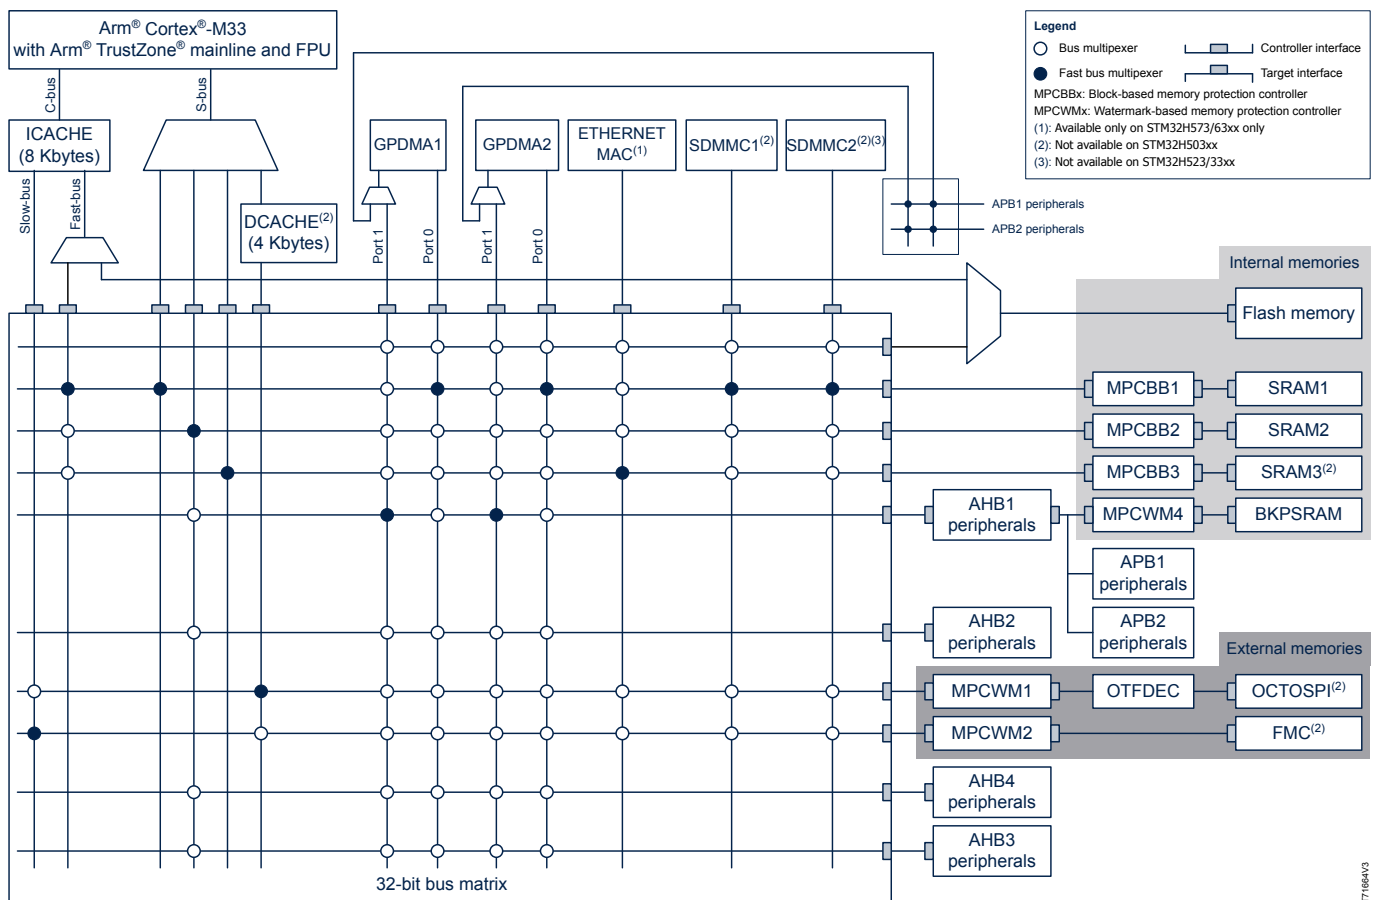 Arm® Cortex®-M33
with Arm® TrustZone® mainline and FPU
C-bus
S-bus
ICACHE
(8 Kbytes)
Slow-bus
Fast-bus
DCACHE(2)
(4 Kbytes)
GPDMA1
GPDMA2
ETHERNET
MAC(1)
SDMMC1(2)
SDMMC2(2)(3)
Port 1
Port 0
Port 1
Port 0
Legend
Bus multipexer
Controller interface
Fast bus multipexer
Target interface
MPCBBx: Block-based memory protection controller
MPCWMx: Watermark-based memory protection controller
(1): Available only on STM32H573/63xx only
(2): Not available on STM32H503xx
(3): Not available on STM32H523/33xx
APB1 peripherals
APB2 peripherals
Internal memories
Flash memory
MPCBB1
SRAM1
MPCBB2
SRAM2
MPCBB3
SRAM3(2)
AHB1
peripherals
MPCWM4
BKPSRAM
APB1
peripherals
AHB2
peripherals
APB2
peripherals
External memories
MPCWM1
OTFDEC
OCTOSPI(2)
MPCWM2
FMC(2)
AHB4
peripherals
AHB3
peripherals
32-bit bus matrix
T71664V3